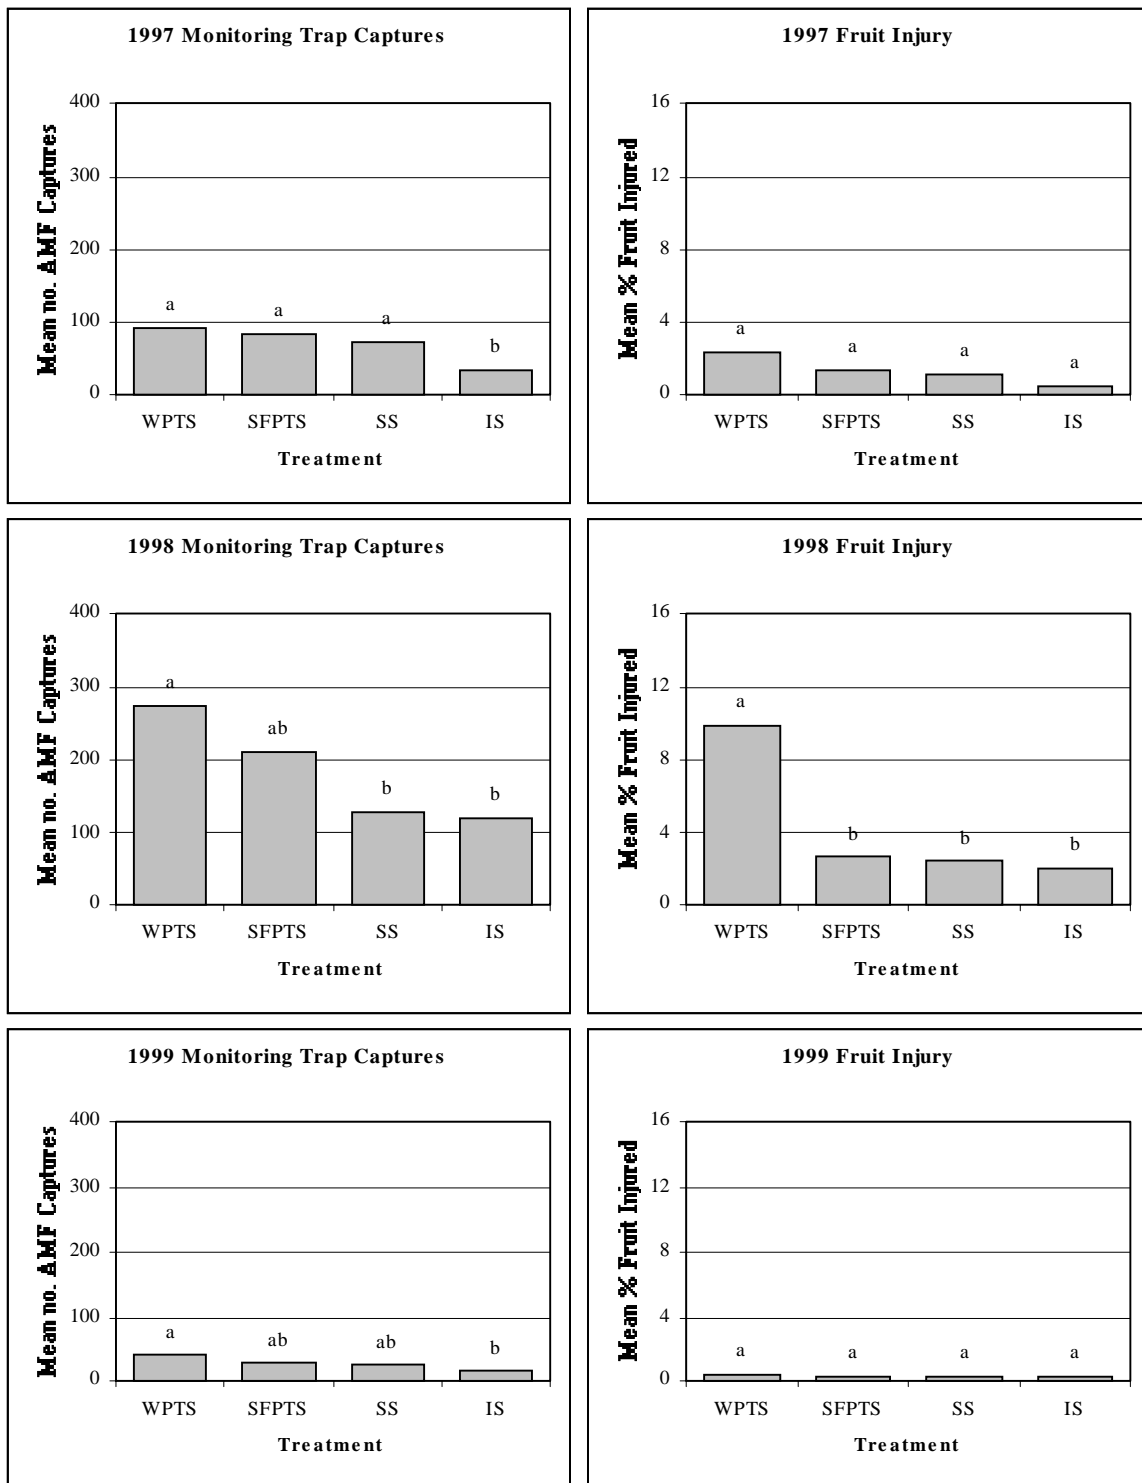 1997 Monitoring Trap Captures
Mean no. AMF Captures
400
300
200
100
0
a
a
a
b
WPTS SFPTS SS IS
Treatment
1997 Fruit Injury
Mean % Fruit Injured
16
12
8
4
0
a
a
a
a
WPTS SFPTS SS IS
Treatment
1998 Monitoring Trap Captures
Mean no. AMF Captures
400
300
200
100
0
a
ab
b
b
WPTS SFPTS SS IS
Treatment
1998 Fruit Injury
Mean % Fruit Injured
16
12
8
4
0
a
b
b
b
WPTS SFPTS SS IS
Treatment
1999 Monitoring Trap Captures
Mean no. AMF Captures
400
300
200
100
0
a
ab
ab
b
WPTS SFPTS SS IS
Treatment
1999 Fruit Injury
Mean % Fruit Injured
16
12
8
4
0
a
a
a
a
WPTS SFPTS SS IS
Treatment